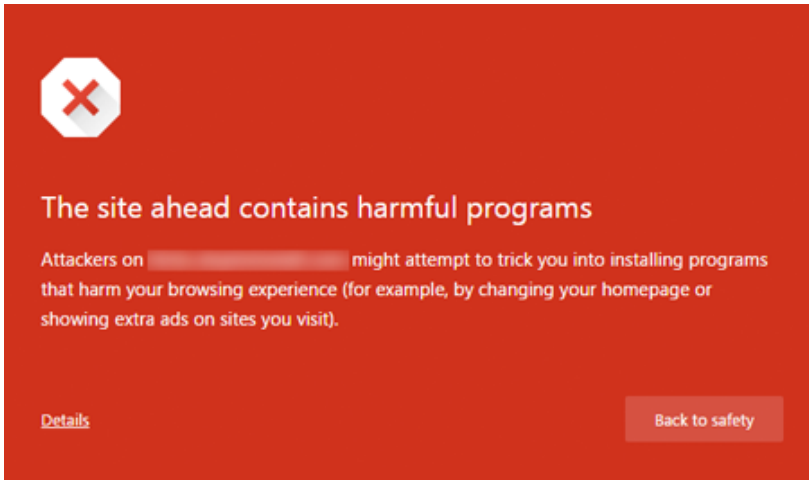 The site ahead contains harmful programs
Attackers on might attempt to trick you into installing programs
that harm your browsing experience (for example, by changing your homepage or
showing extra ads on sites you visit).
Details
Back to safety